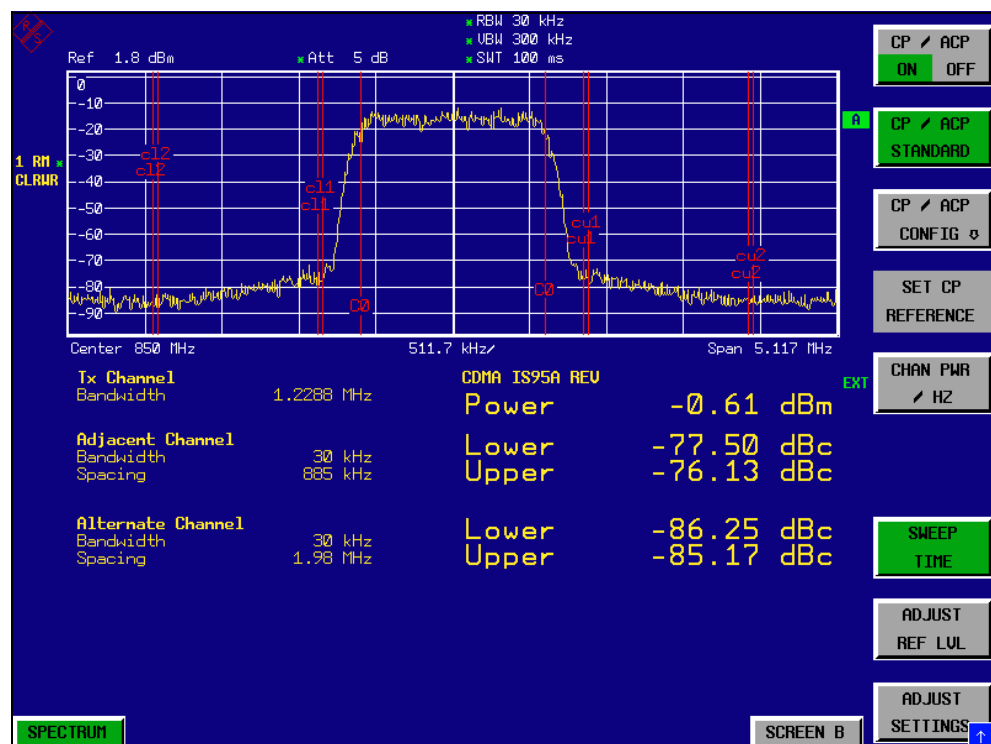 R S
* RBW 30 kHz
* VBW 300 kHz
Ref 1.8 dBm * Att 5 dB * SWT 100 ms
0
-10
-20
-30
-40
-50
-60
-70
-80
-90
1 RM *
CLRWR
A
cl2
cl2
cl1
cl1
C0
C0
cu1
cu1
cu2
cu2
Center 850 MHz 511.7 kHz/ Span 5.117 MHz
EXT
Tx Channel CDMA IS95A REV
Bandwidth 1.2288 MHz Power -0.61 dBm
Adjacent Channel Lower -77.50 dBc
Bandwidth 30 kHz
Spacing 885 kHz Upper -76.13 dBc
Alternate Channel Lower -86.25 dBc
Bandwidth 30 kHz
Spacing 1.98 MHz Upper -85.17 dBc
CP / ACP
ON OFF
CP / ACP
STANDARD
CP / ACP
CONFIG ⇩
SET CP
REFERENCE
CHAN PWR
/ HZ
SWEEP
TIME
ADJUST
REF LVL
ADJUST
SETTINGS
↑
SPECTRUM
SCREEN B